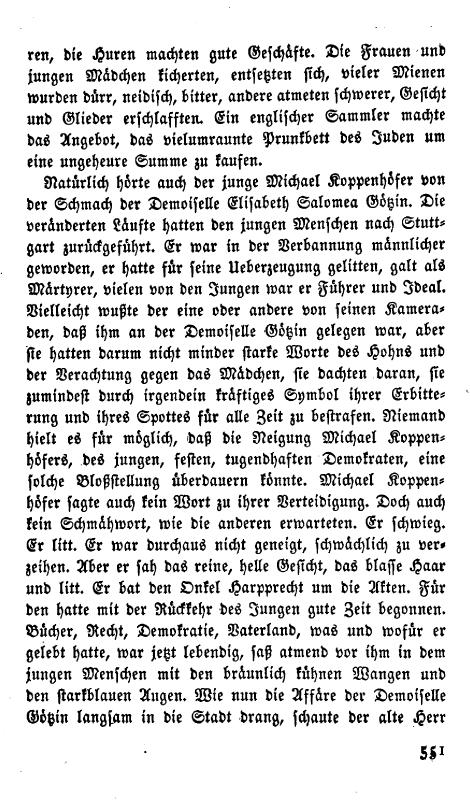 ren, die Huren machten gute Geschäfte. Die Frauen und
jungen Mädchen kicherten, entsetzten sich, vieler Mienen
wurden dürr, neidisch, bitter, andere atmeten schwerer, Gesicht
und Glieder erschlafften. Ein englischer Sammler machte
das Angebot, das vielumraunte Prunkbett des Juden um
eine ungeheure Summe zu kaufen.
Natürlich hörte auch der junge Michael Koppenhöfer von
der Schmach der Demoiselle Elisabeth Salomea Götzin. Die
veränderten Läufte hatten den jungen Menschen nach Stutt-
gart zurückgeführt. Er war in der Verbannung männlicher
geworden, er hatte für seine Ueberzeugung gelitten, galt als
Märtyrer, vielen von den Jungen war er Führer und Ideal.
Vielleicht wußte der eine oder andere von seinen Kamera-
den, daß ihm an der Demoiselle Götzin gelegen war, aber
sie hatten darum nicht minder starke Worte des Hohns und
der Verachtung gegen das Mädchen, sie dachten daran, sie
zumindest durch irgendein kräftiges Symbol ihrer Erbitte-
rung und ihres Spottes für alle Zeit zu bestrafen. Niemand
hielt es für möglich, daß die Neigung Michael Koppen-
höfers, des jungen, festen, tugendhaften Demokraten, eine
solche Bloßstellung überdauern könnte. Michael Koppen-
höfer sagte auch kein Wort zu ihrer Verteidigung. Doch auch
kein Schmähwort, wie die anderen erwarteten. Er schwieg.
Er litt. Er war durchaus nicht geneigt, schwächlich zu ver-
zeihen. Aber er sah das reine, helle Gesicht, das blasse Haar
und litt. Er bat den Onkel Harpprecht um die Akten. Für
den hatte mit der Rückkehr des Jungen gute Zeit begonnen.
Bücher, Recht, Demokratie, Vaterland, was und wofür er
gelebt hatte, war jetzt lebendig, saß atmend vor ihm in dem
jungen Menschen mit den bräunlich kühnen Wangen und
den starkblauen Augen. Wie nun die Affäre der Demoiselle
Götzin langsam in die Stadt drang, schaute der alte Herr
551